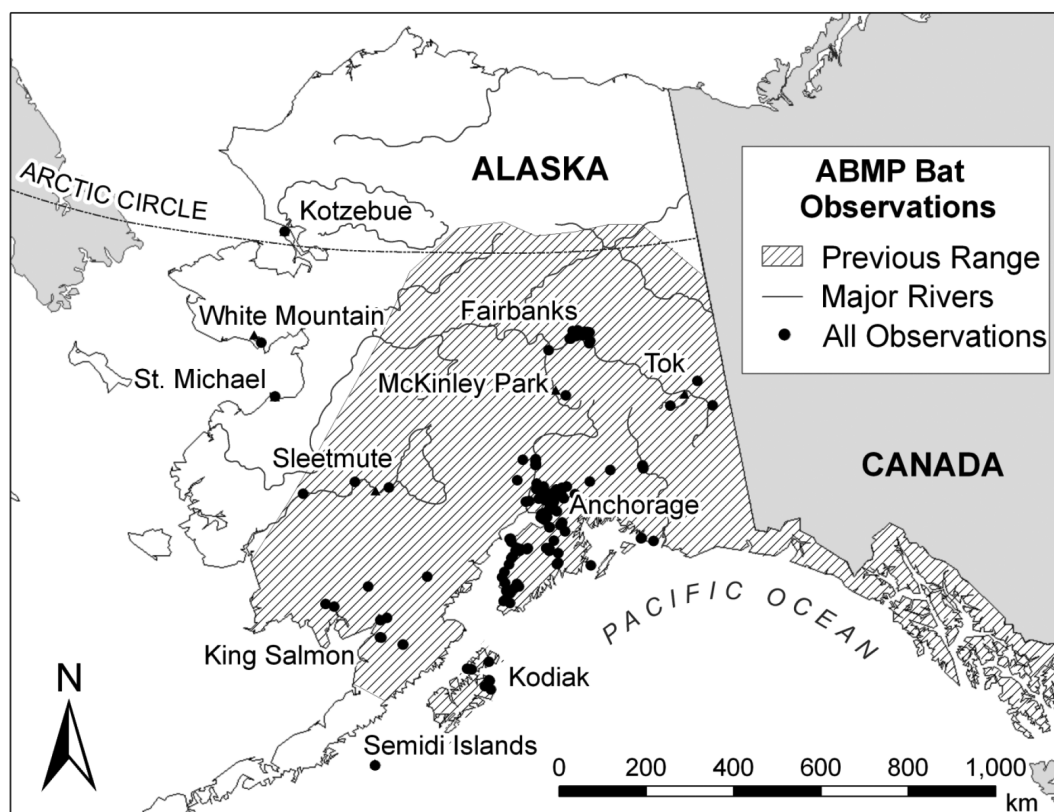 ALASKA
ARCTIC CIRCLE
Kotzebue
ABMP Bat
Observations
Previous Range
Major Rivers
All Observations
White Mountain
Fairbanks
St. Michael
McKinley Park
Tok
Sleetmute
CANADA
Anchorage
PACIFIC OCEAN
King Salmon
Kodiak
N
Semidi Islands
0 200 400 600 800 1,000
km